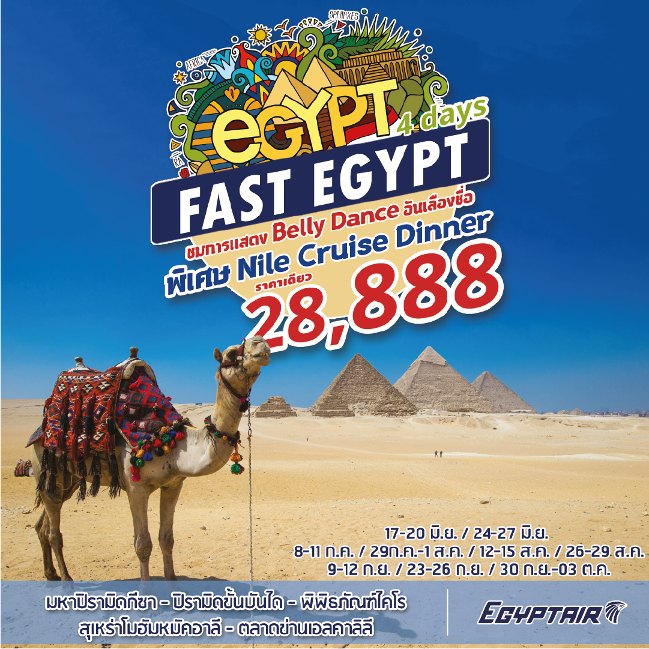 EGYPT
4 days
FAST EGYPT
ชมการแสดง Belly Dance อันเลืองชื่อ
พิเศษ Nile Cruise Dinner
ราคาเดียว
28,888
17-20 มิ.ย. / 24-27 มิ.ย.
8-11 ก.ค. / 29ก.ค.-1 ส.ค. / 12-15 ส.ค. / 26-29 ส.ค.
9-12 ก.ย. / 23-26 ก.ย. / 30 ก.ย.-03 ต.ค.
มหาปิรามิดกีซา - ปิรามิดขั้นบันได - พิพิธภัณฑ์ไคโร
สุเหร่าโมฮัมหมัดอาลี - ตลาดข่านเอลคาลิลี
EGYPTAIR